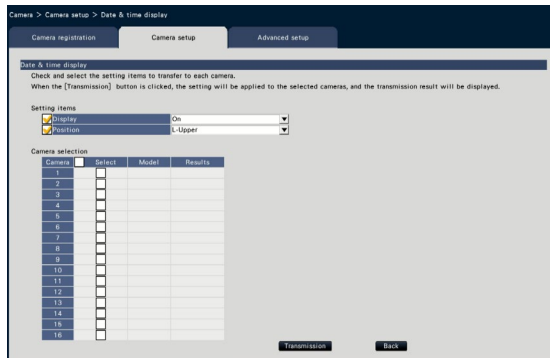 Camera > Camera setup > Date & time display
Camera registration Camera setup Advanced setup
Date & time display
Check and select the setting items to transfer to each camera.
When the [Transmission] button is clicked, the setting will be applied to the selected cameras, and the transmission result will be displayed.
Setting items
Display On
Position L-Upper
Camera selection
Camera Select Model Results
1
2
3
4
5
6
7
8
9
10
11
12
13
14
15
16
Transmission Back